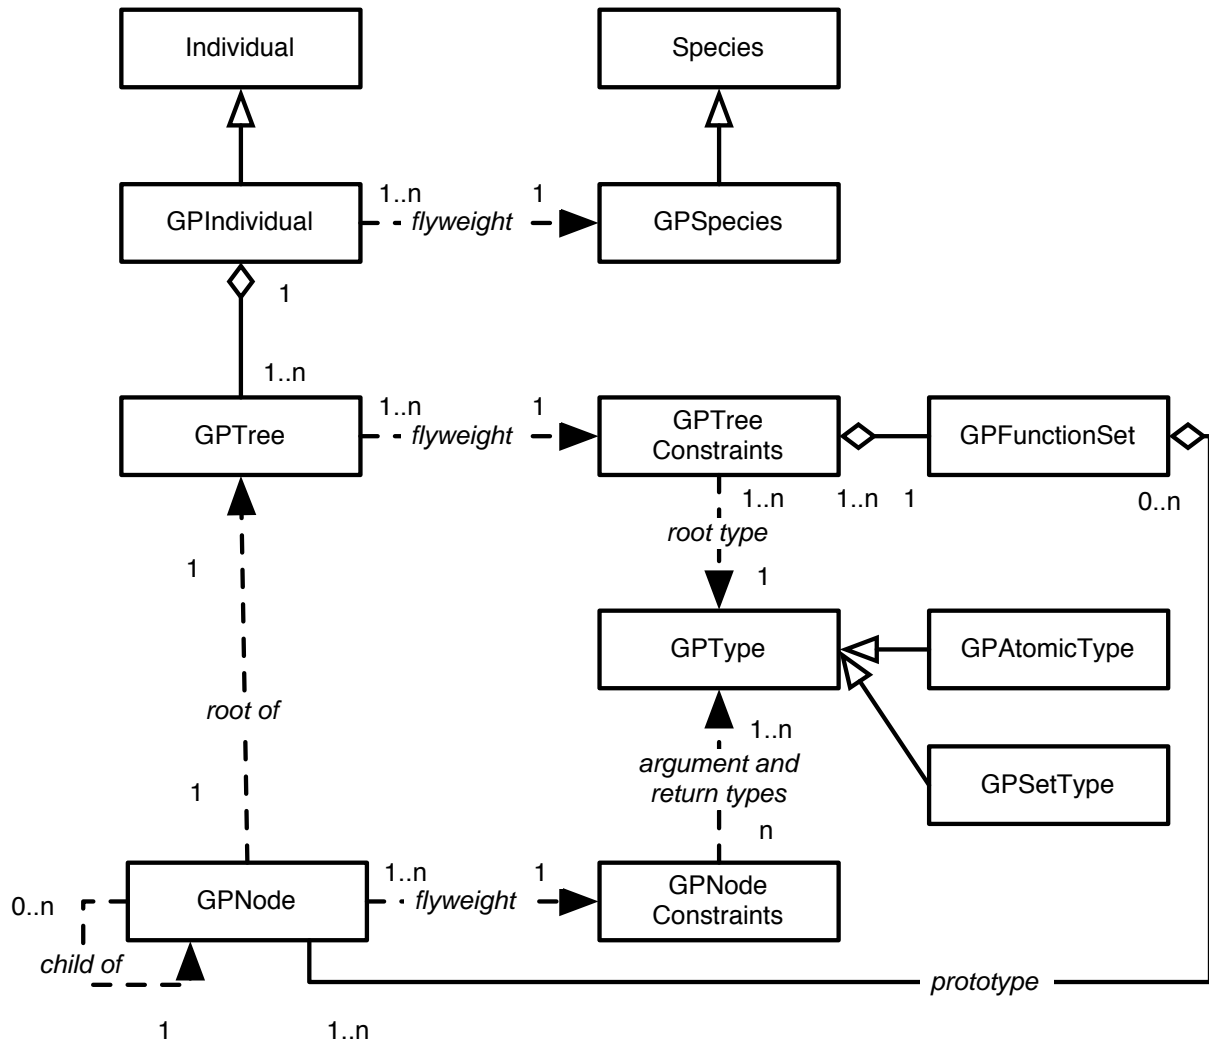 Individual
Species
1..n
1
GPIndividual
flyweight
GPSpecies
1
1..n
1..n
1
GPTree
flyweight
GPTree
Constraints
GPFunctionSet
1..n
1..n
1
0..n
root type
1
1
GPType
GPAtomicType
root of
1..n
argument and
return types
GPSetType
1
n
0..n
GPNode
1..n
1
flyweight
GPNode
Constraints
child of
prototype
1
1..n